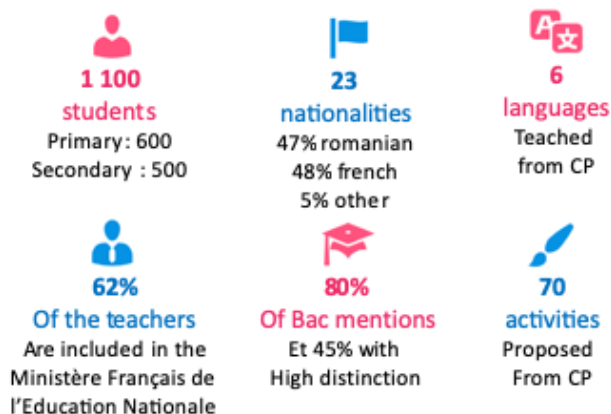 1 100
students
Primary: 600
Secondary : 500
23
nationalities
47% romanian
48% french
5% other
A 文
6
languages
Teached
from CP
62%
Of the teachers
Are included in the
Ministère Français de
l'Education Nationale
80%
Of Bac mentions
Et 45% with
High distinction
70
activities
Proposed
From CP